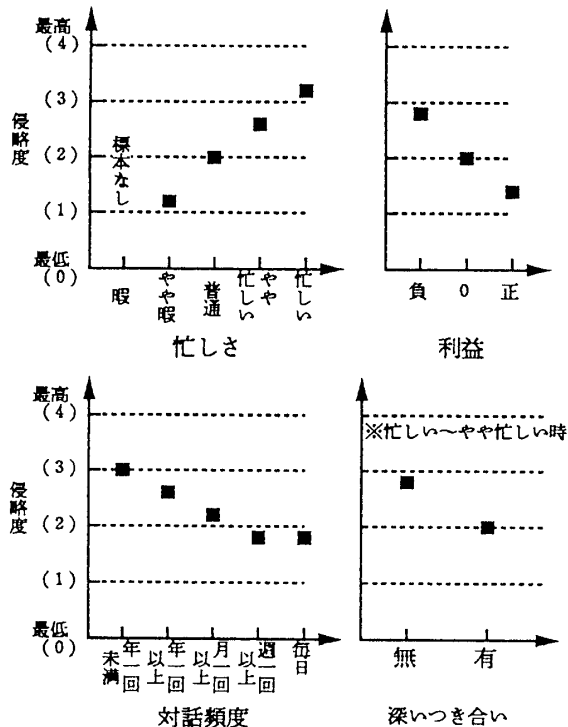 最高
(4)
(3)
(2)
(1)
最低
(0)
侵略度
標本なし
暇
やや暇
普通
やや忙しい
忙しい
忙しさ
負
0
正
利益
最高
(4)
(3)
(2)
(1)
最低
(0)
侵略度
年一回未満
年一回以上
月一回以上
週一回以上
毎日
対話頻度
※忙しい～やや忙しい時
無
有
深いつき合い